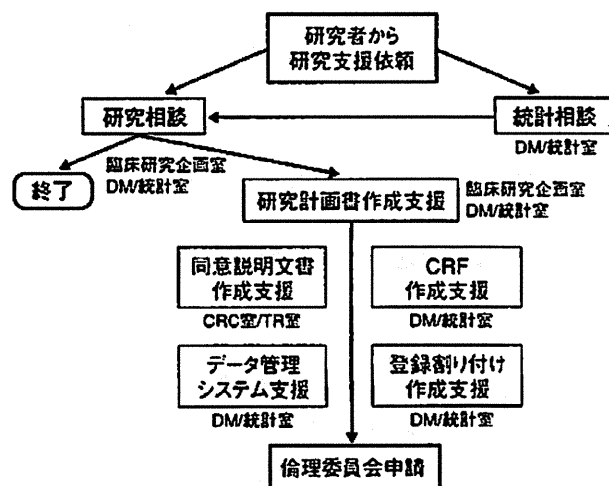 研究者から
研究支援依頼
研究相談
統計相談
DM/統計室
終了
臨床研究企画室
DM/統計室
研究計画書作成支援
臨床研究企画室
DM/統計室
同意説明文書
作成支援
CRC室/TR室
CRF
作成支援
DM/統計室
データ管理
システム支援
DM/統計室
登録割り付け
作成支援
DM/統計室
倫理委員会申請